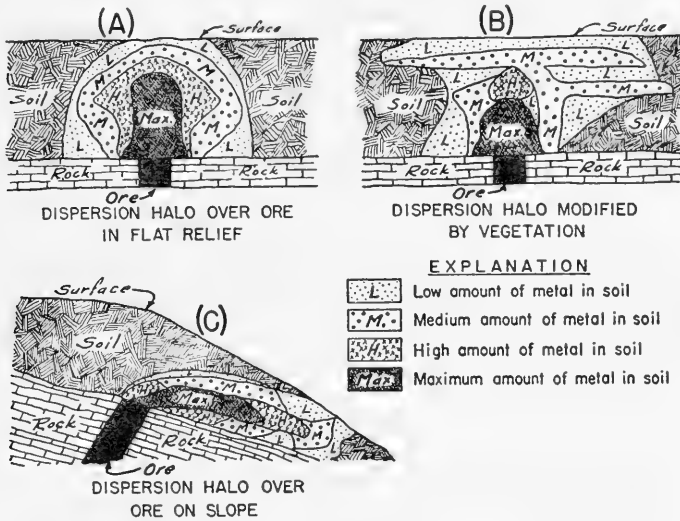 (A)
Surface
L
L
M
M
M
H
H
Soil
Soil
Max.
M
M
L
L
Rock
Rock
Ore
DISPERSION HALO OVER ORE
IN FLAT RELIEF
(B)
Surface
L
L
M
M
L
L
M
M
H
M
Soil
Max.
L
L
Soil
Rock
Rock
Ore
DISPERSION HALO MODIFIED
BY VEGETATION
EXPLANATION
L Low amount of metal in soil
M Medium amount of metal in soil
H High amount of metal in soil
Max. Maximum amount of metal in soil
Surface
(C)
Soil
L
M
Max.
H
L
M
L
Rock
Rock
Ore
DISPERSION HALO OVER
ORE ON SLOPE